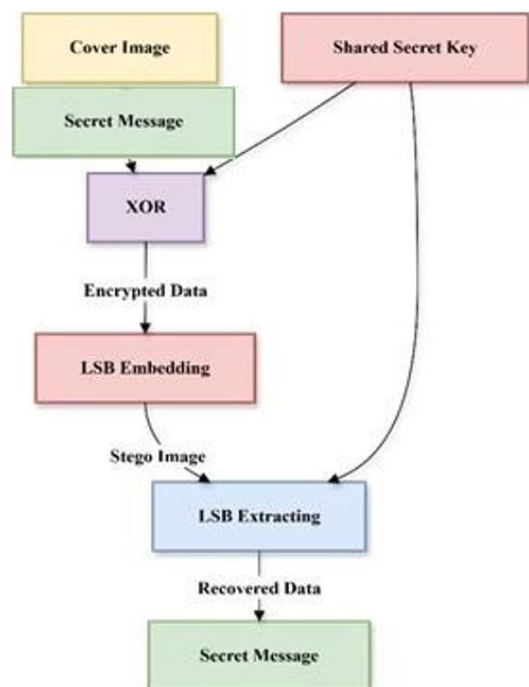 Cover Image
Shared Secret Key
Secret Message
XOR
Encrypted Data
LSB Embedding
Stego Image
LSB Extracting
Recovered Data
Secret Message